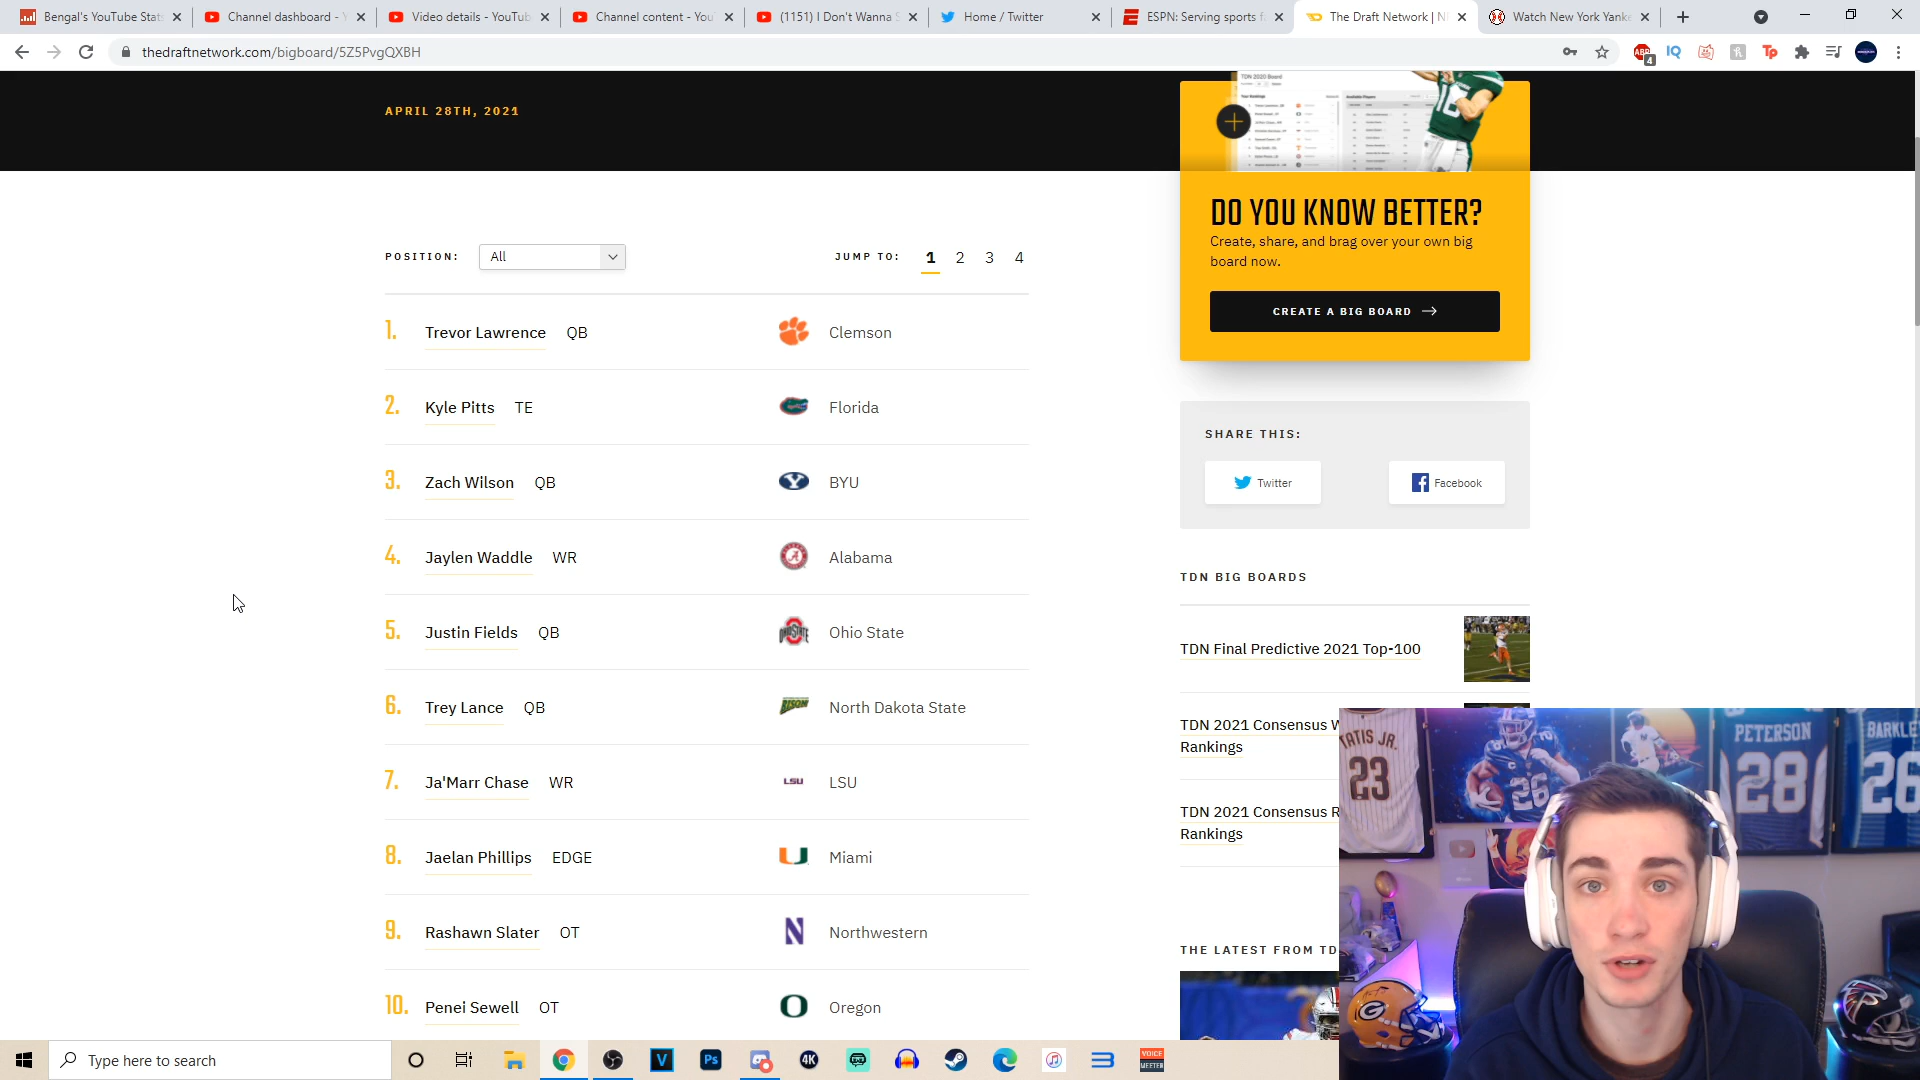 Bengal's YouTube Stat
Channel dashboard - Y
Video details - YouTub
Channel content - You
(1151) I Don't Wanna S
Home / Twitter
ESPN: Serving sports f
The Draft Network | N
Watch New York Yanke
thedraftnetwork.com/bigboard/5Z5PvgQXBH
APRIL 28TH, 2021
TDN 2020 Board
DO YOU KNOW BETTER?
Create, share, and brag over your own big
board now.
CREATE A BIG BOARD
POSITION: All
JUMP TO: 1 2 3 4
1. Trevor Lawrence QB Clemson
2. Kyle Pitts TE Florida
3. Zach Wilson QB BYU
4. Jaylen Waddle WR Alabama
5. Justin Fields QB Ohio State
6. Trey Lance QB North Dakota State
7. Ja'Marr Chase WR LSU LSU
8. Jaelan Phillips EDGE Miami
9. Rashawn Slater OT Northwestern
10. Penei Sewell OT Oregon
SHARE THIS:
Twitter
Facebook
TDN BIG BOARDS
TDN Final Predictive 2021 Top-100
TDN 2021 Consensus W
Rankings
TDN 2021 Consensus R
Rankings
THE LATEST FROM TD
TATIS JR.
23
26
PETERSON
28
BARKLE
26
Type here to search